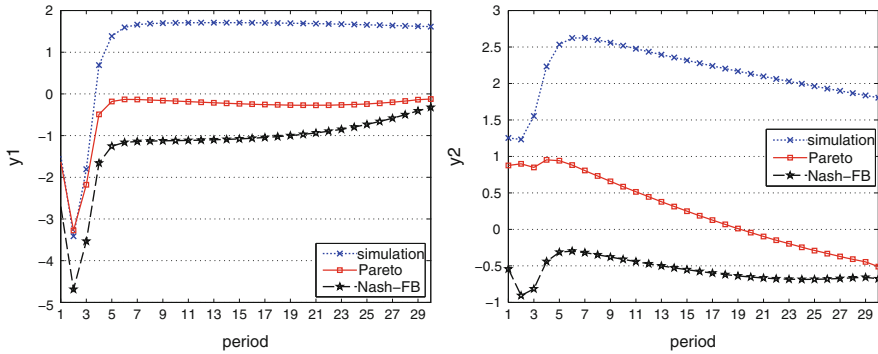 2
1
0
−1
−2
−3
−4
−5
y1
1 3 5 7 9 11 13 15 17 19 21 23 25 27 29
period
simulation
Pareto
Nash−FB
3
2.5
2
1.5
1
0.5
0
−0.5
−1
y2
1 3 5 7 9 11 13 15 17 19 21 23 25 27 29
period
simulation
Pareto
Nash−FB